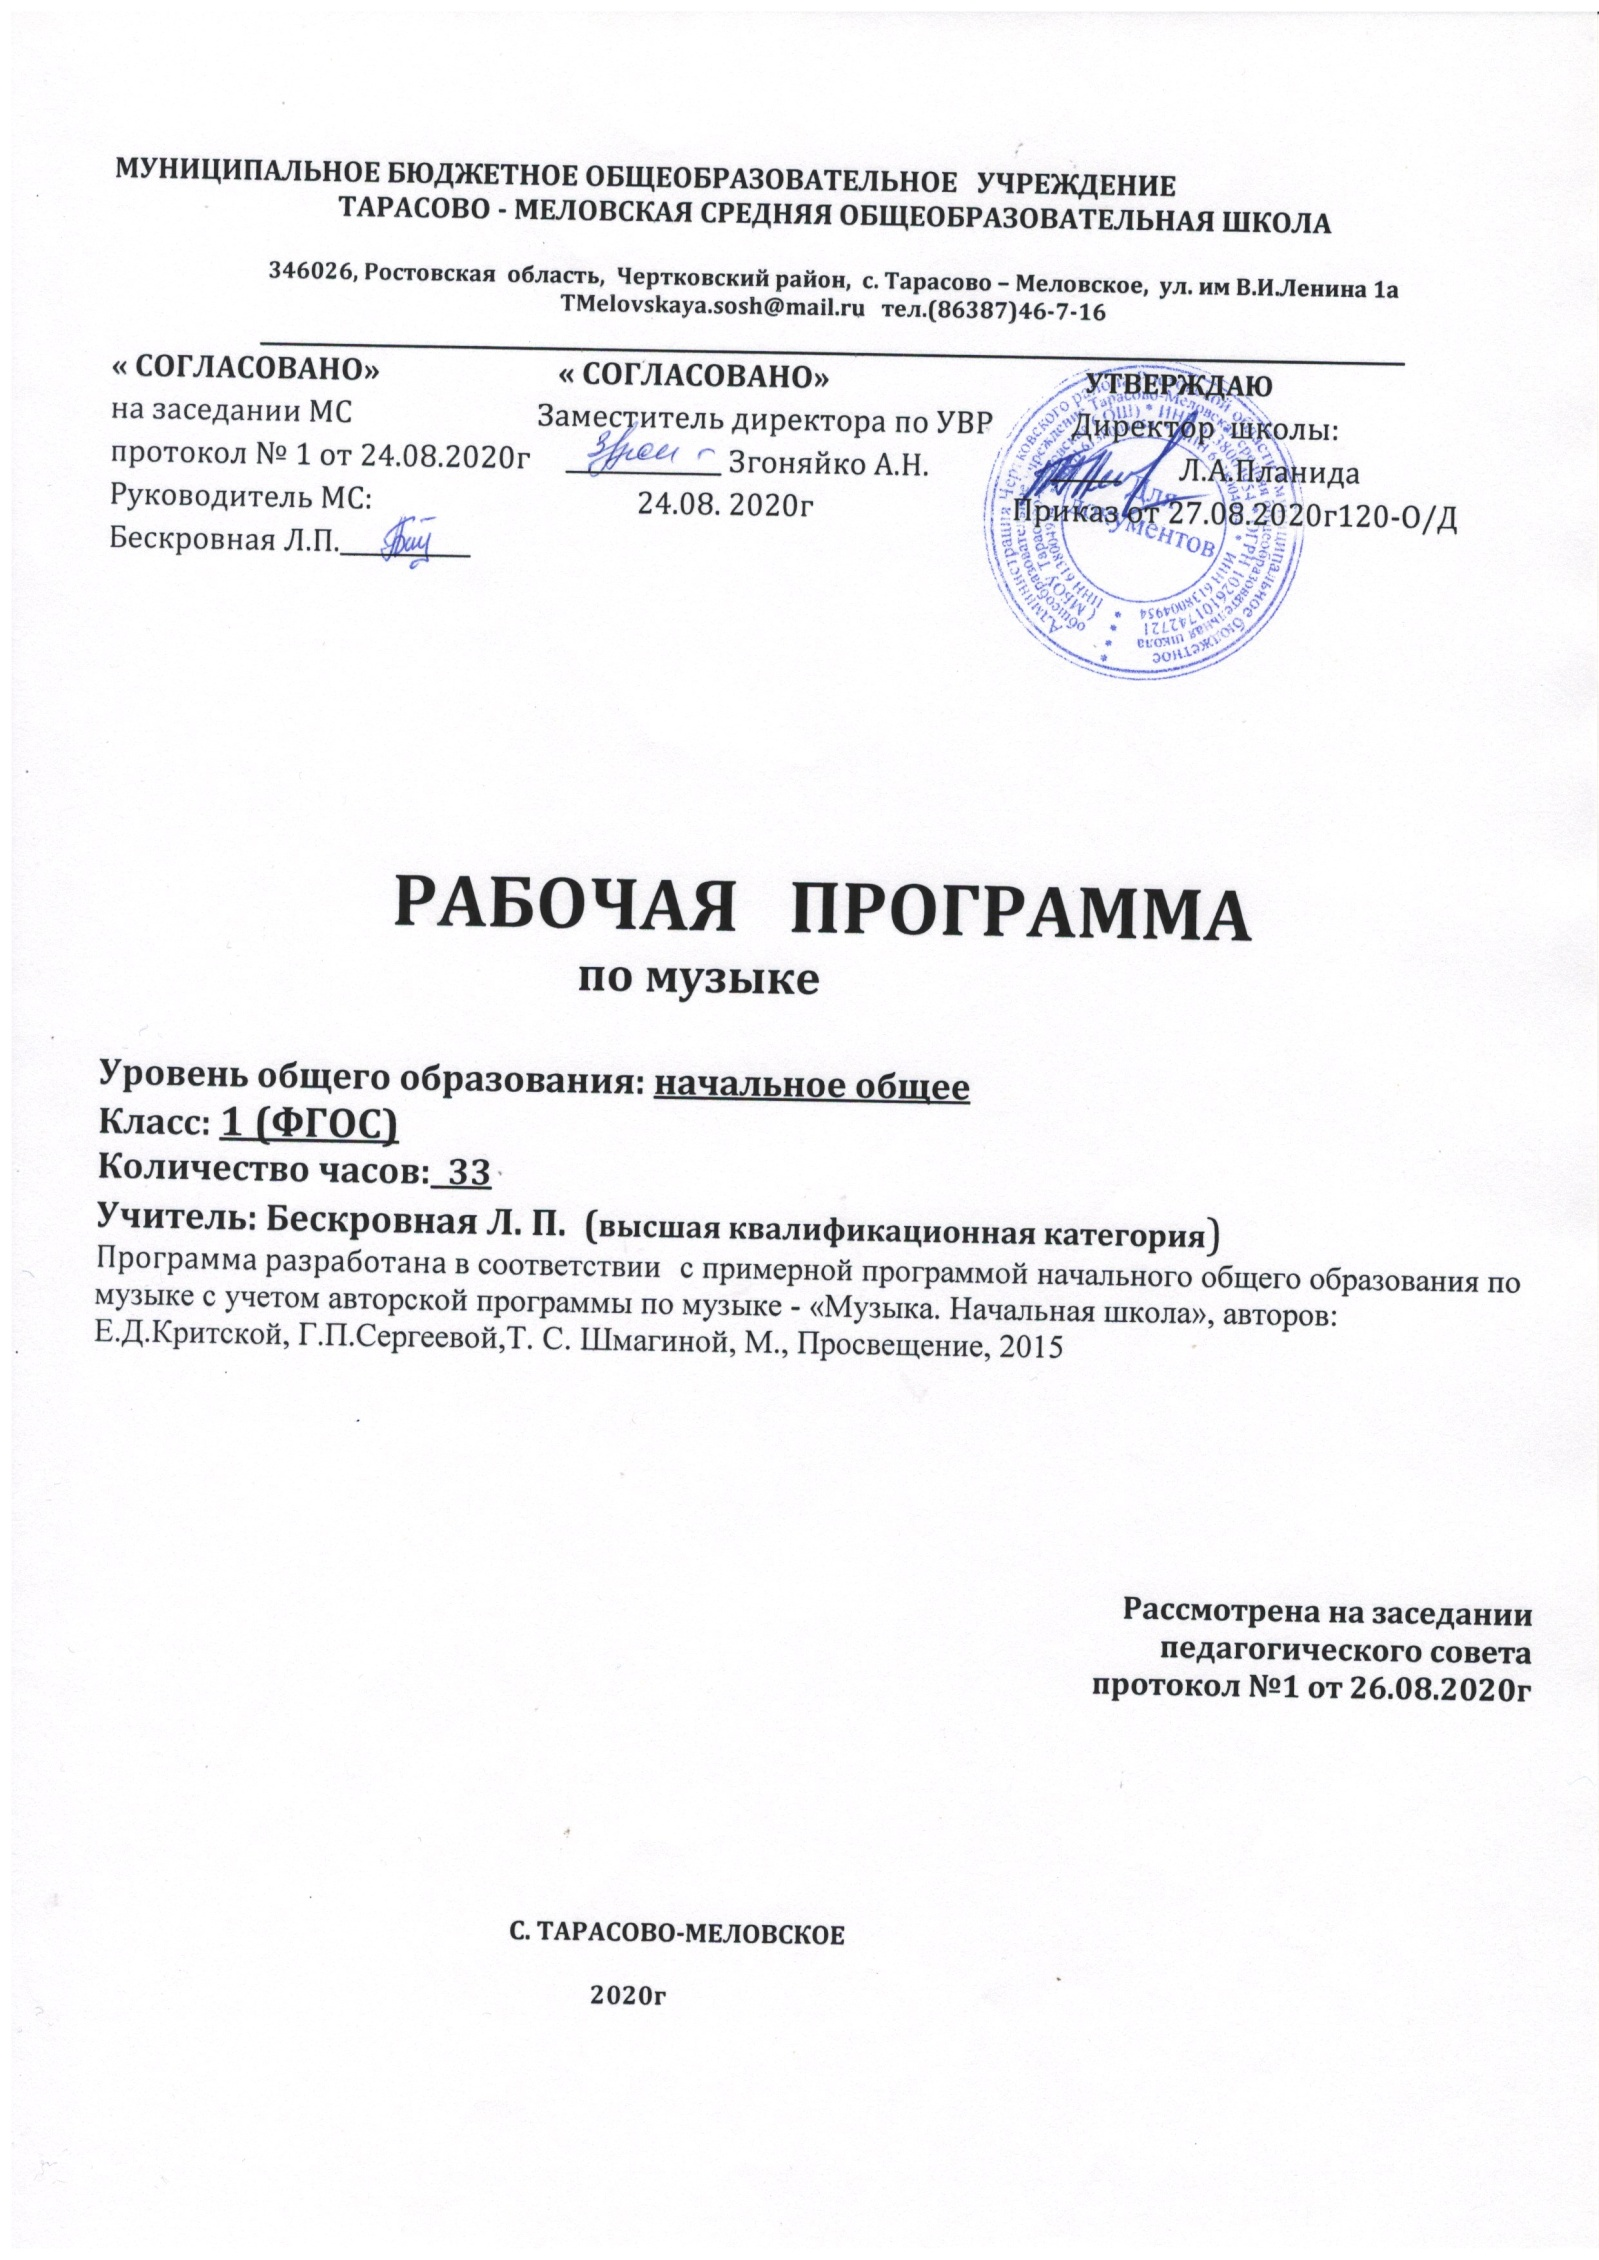 МУНИЦИПАЛЬНОЕ БЮДЖЕТНОЕ ОБЩЕОБРАЗОВАТЕЛЬНОЕ УЧРЕЖДЕНИЕ
ТАРАСОВО - МЕЛОВСКАЯ СРЕДНЯЯ ОБЩЕОБРАЗОВАТЕЛЬНАЯ ШКОЛА
346026, Ростовская область, Чертковский район, с. Тарасово – Меловское, ул. им В.И.Ленина 1а
TMelovskaya.sosh@mail.ru тел.(86387)46-7-16
« СОГЛАСОВАНО»
на заседании МС
протокол № 1 от 24.08.2020г
Руководитель МС:
Бескровная Л.П.
« СОГЛАСОВАНО»
Заместитель директора по УВР
Згоняйко А.Н.
24.08. 2020г
УТВЕРЖДАЮ
Директор школы:
Л.А.Планида
Приказ от 27.08.2020г120-О/Д
Для
документов
РАБОЧАЯ ПРОГРАММА
по музыке
Уровень общего образования: начальное общее
Класс: 1 (ФГОС)
Количество часов: 33
Учитель: Бескровная Л. П. (высшая квалификационная категория)
Программа разработана в соответствии с примерной программой начального общего образования по
музыке с учетом авторской программы по музыке - «Музыка. Начальная школа», авторов:
Е.Д.Критской, Г.П.Сергеевой,Т. С. Шмагиной, М., Просвещение, 2015
Рассмотрена на заседании
педагогического совета
протокол №1 от 26.08.2020г
С. ТАРАСОВО-МЕЛОВСКОЕ
2020г